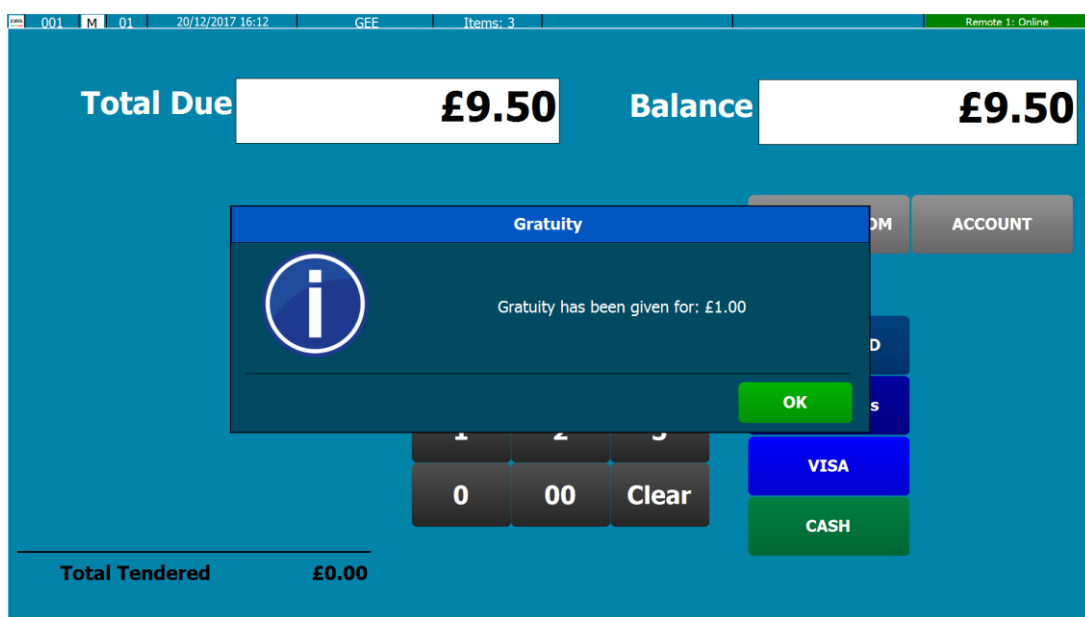 001 M 01 20/12/2017 16:12 GEE Items: 3 Remote 1: Online
Total Due £9.50 Balance £9.50
ACCOUNT
Gratuity
Gratuity has been given for: £1.00
OK
VISA
0 00 Clear
CASH
Total Tendered £0.00